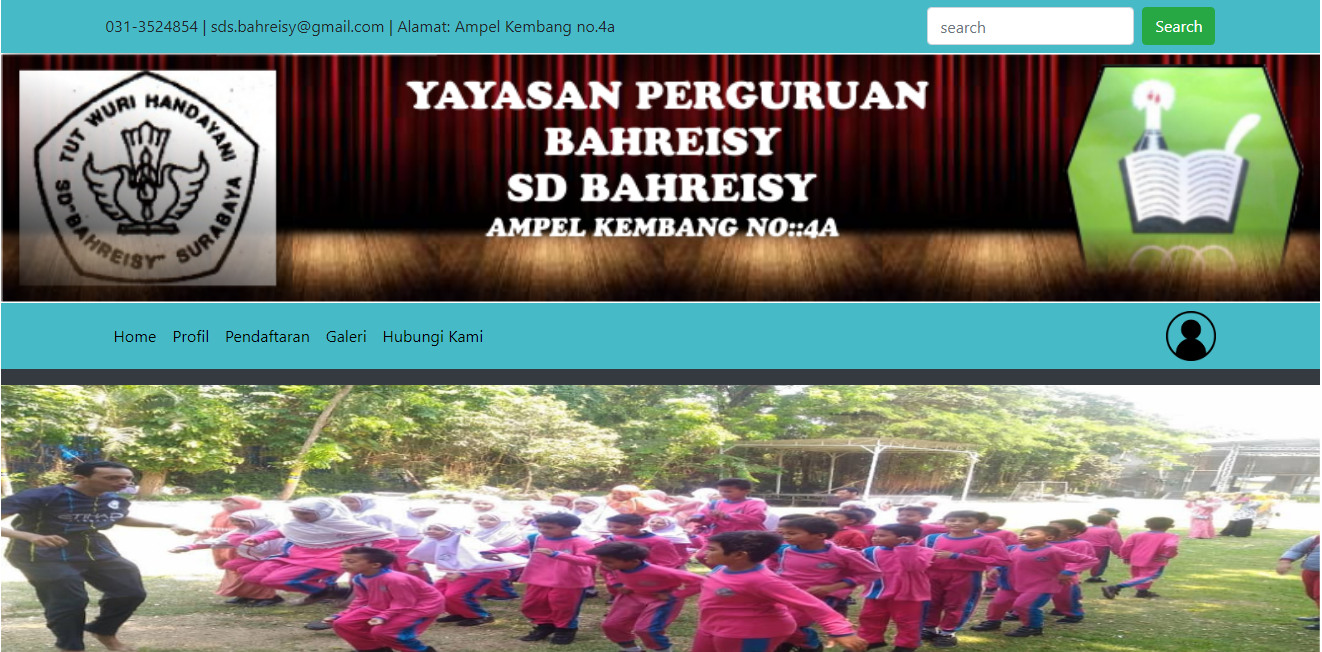 031-3524854 | sds.bahreisy@gmail.com | Alamat: Ampel Kembang no.4a
search
Search
TUT WURI HANDAYANI
SD "BAHREISY" SURABAYA
YAYASAN PERGURUAN
BAHREISY
SD BAHREISY
AMPEL KEMBANG NO::4A
Home
Profil
Pendaftaran
Galeri
Hubungi Kami